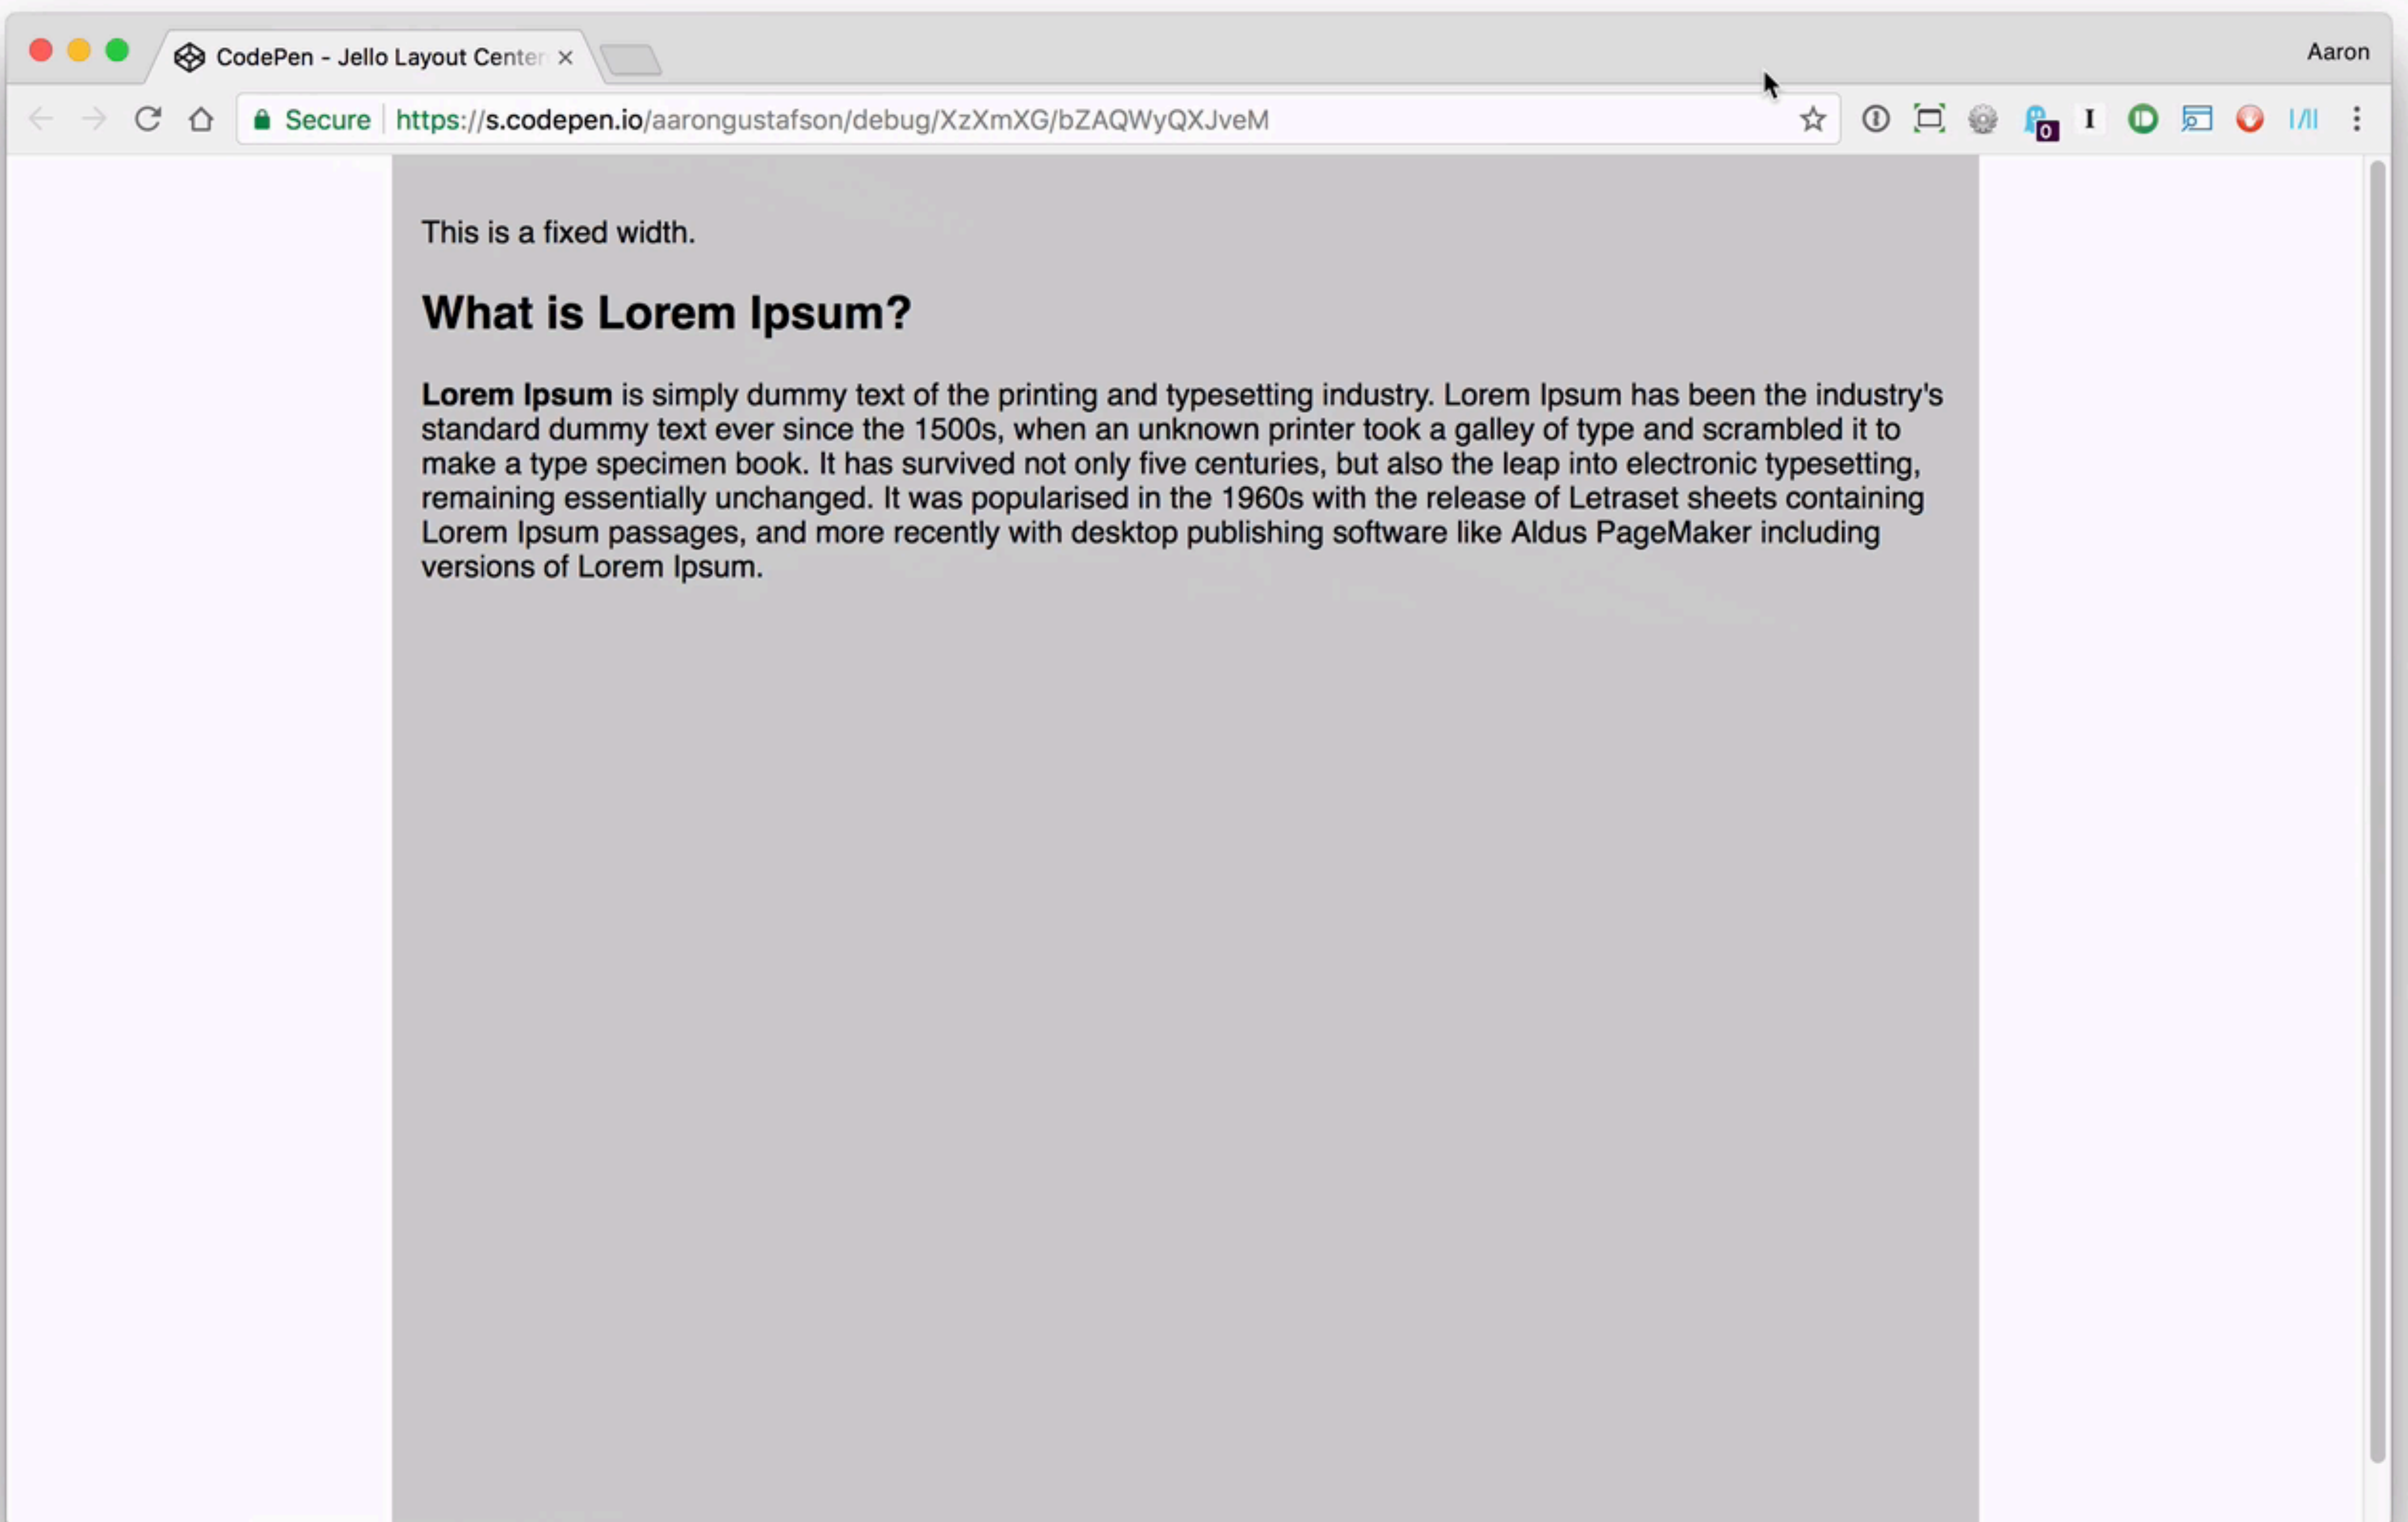 CodePen - Jello Layout Center
Aaron
Secure https://s.codepen.io/aarongustafson/debug/XzXmXG/bZAQWyQXJveM
0
I
This is a fixed width.
What is Lorem Ipsum?
Lorem Ipsum is simply dummy text of the printing and typesetting industry. Lorem Ipsum has been the industry's
standard dummy text ever since the 1500s, when an unknown printer took a galley of type and scrambled it to
make a type specimen book. It has survived not only five centuries, but also the leap into electronic typesetting,
remaining essentially unchanged. It was popularised in the 1960s with the release of Letraset sheets containing
Lorem Ipsum passages, and more recently with desktop publishing software like Aldus PageMaker including
versions of Lorem Ipsum.